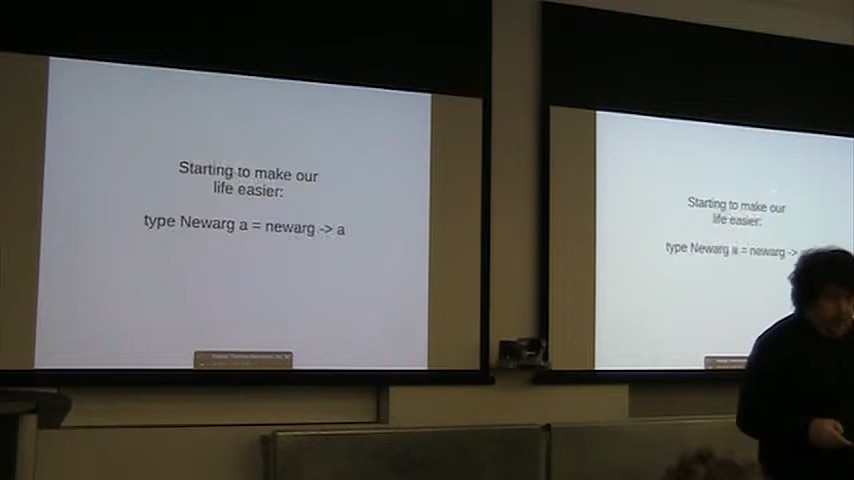 Starting to make our
life easier:
type Newarg a = newarg -> a
Starting to make our
life easier:
type Newarg a = newarg ->